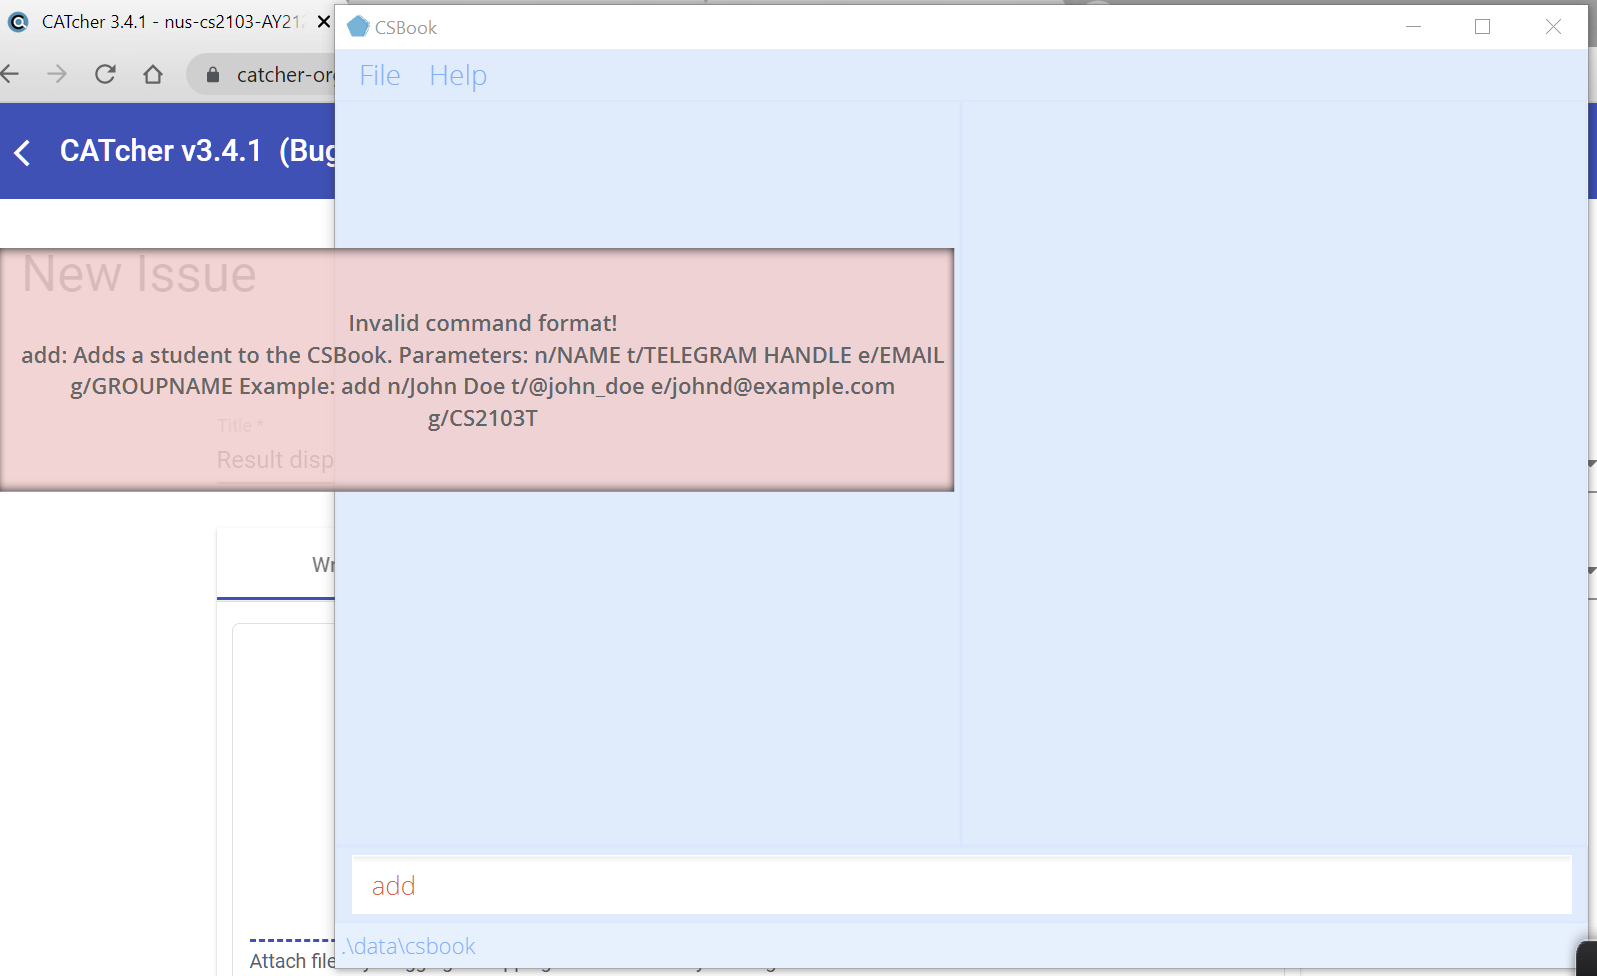 CATcher 3.4.1 - nus-cs2103-AY21
CSBook
catcher-or
File Help
CATcher v3.4.1 (Bug
New Issue
Invalid command format!
add: Adds a student to the CSBook. Parameters: n/NAME t/TELEGRAM HANDLE e/EMAIL
g/GROUPNAME Example: add n/John Doe t/@john_doe e/johnd@example.com
g/CS2103T
Title *
Result disp
Wr
add
.\data\csbook
Attach file